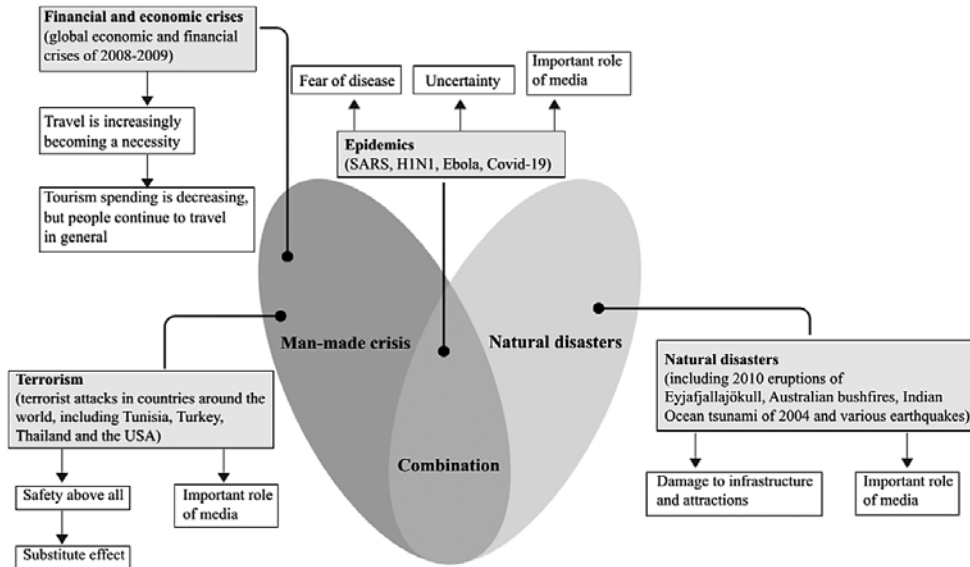 Financial and economic crises
(global economic and financial
crises of 2008-2009)
Travel is increasingly
becoming a necessity
Tourism spending is decreasing,
but people continue to travel
in general
Fear of disease
Uncertainty
Important role
of media
Epidemics
(SARS, H1N1, Ebola, Covid-19)
Man-made crisis
Natural disasters
Combination
Terrorism
(terrorist attacks in countries around the
world, including Tunisia, Turkey,
Thailand and the USA)
Safety above all
Substitute effect
Important role
of media
Natural disasters
(including 2010 eruptions of
Eyjafjallajökull, Australian bushfires, Indian
Ocean tsunami of 2004 and various earthquakes)
Damage to infrastructure
and attractions
Important role
of media